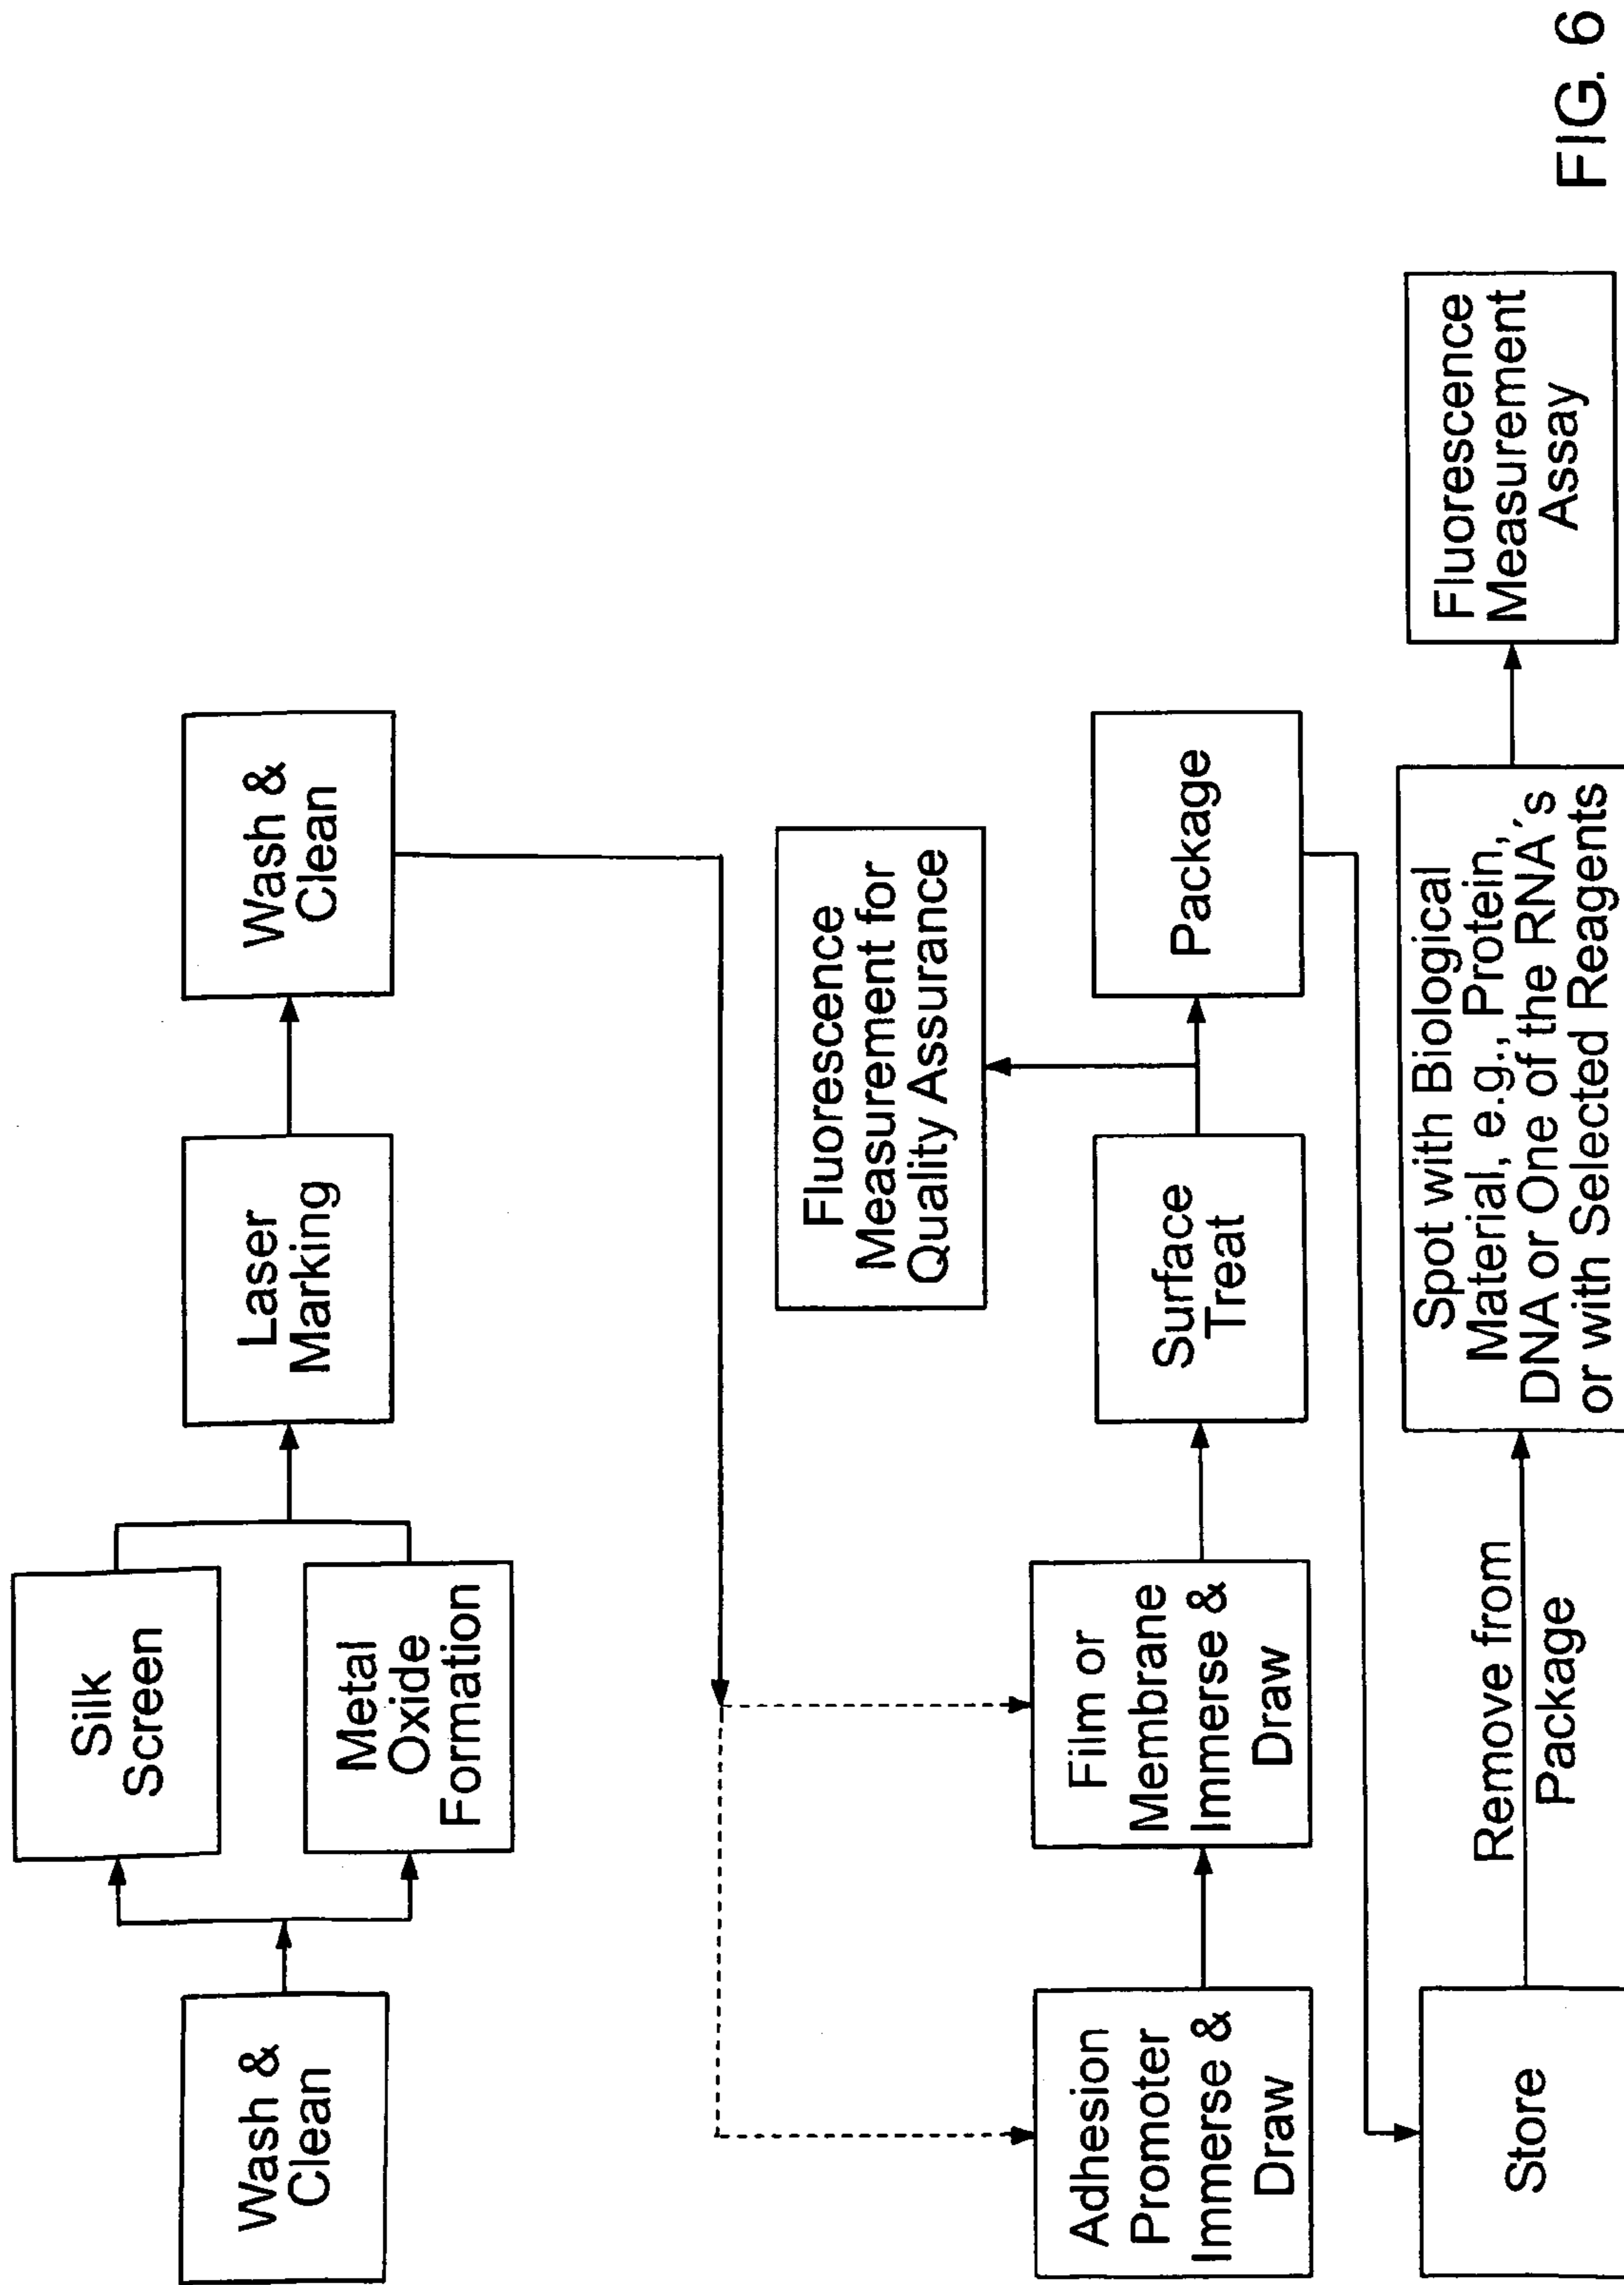 Wash &
Clean
Silk
Screen
Metal
Oxide
Formation
Laser
Marking
Wash &
Clean
Fluorescence
Measurement for
Quality Assurance
Adhesion
Promoter
Immerse &
Draw
Film or
Membrane
Immerse &
Draw
Surface
Treat
Package
Store
Remove from
Package
Spot with Biological
Material, e.g., Protein,
DNA or One of the RNA´s
or with Selected Reagents
Fluorescence
Measurement
Assay
FIG. 6